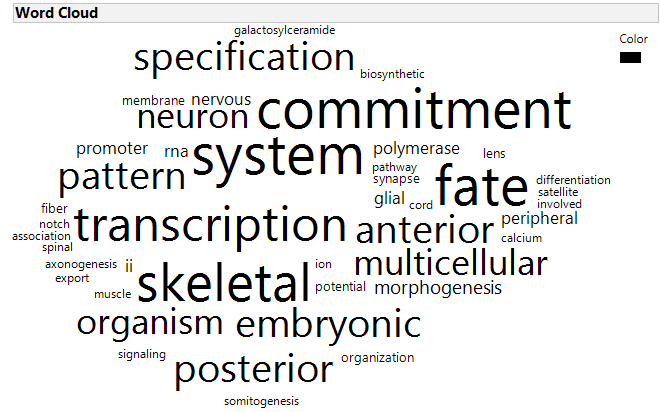 Word Cloud
Color
galactosylceramide
specification
biosynthetic
membrane nervous
neuron commitment
promoter rna system polymerase lens
pattern pathway
synapse fate differentiation
satellite
involved
glial cord
fiber
notch transcription anterior peripheral
association calcium
spinal
axonogenesis ii ion multicellular
export skeletal potential morphogenesis
muscle
organism embryonic
signaling posterior organization
somitogenesis